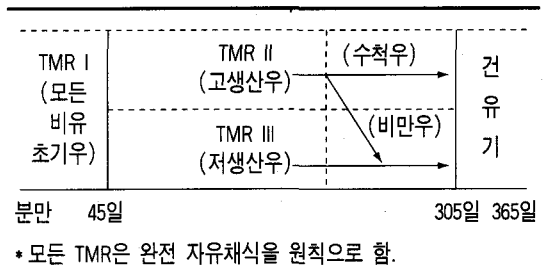 TMR I
(모든
비유
초기우)
TMR II
(고생산우)
(수척우)
TMR III
(저생산우)
(비만우)
건
유
기
분만 45일 305일 365일
* 모든 TMR은 완전 자유채식을 원칙으로 함.